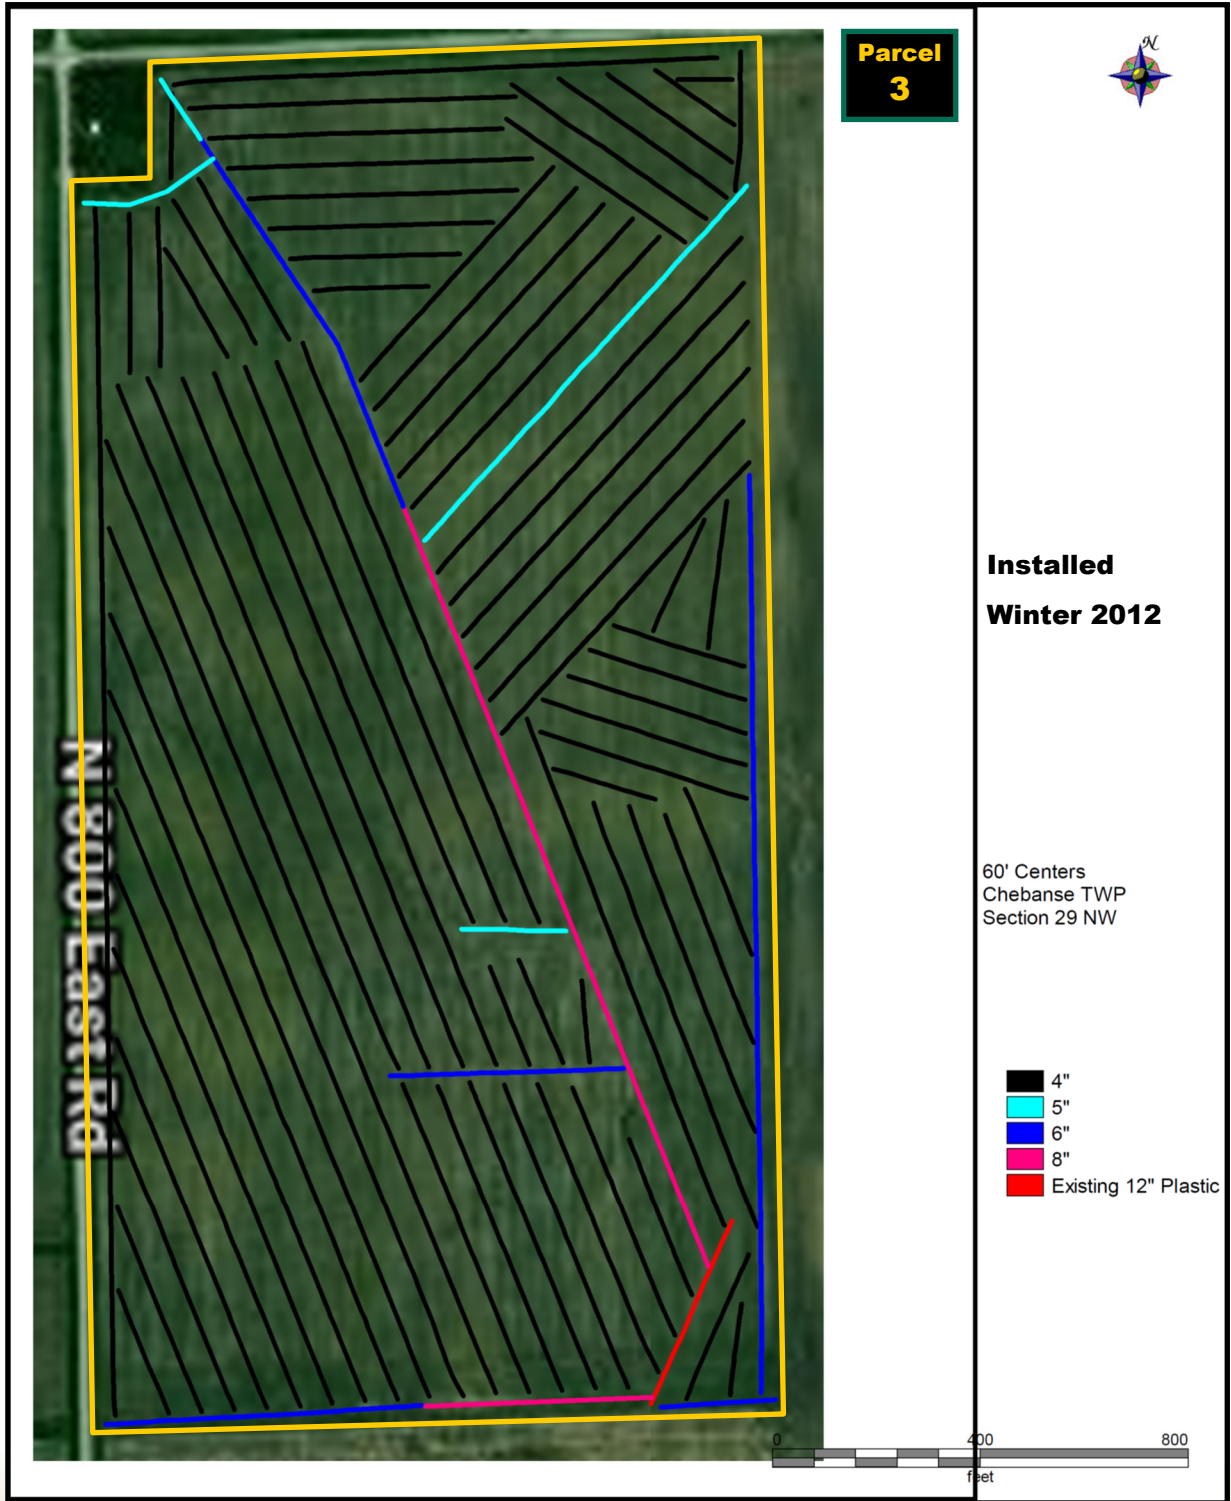 Parcel
3
N
Installed
Winter 2012
N 800 East Rd
60' Centers
Chebanse TWP
Section 29 NW
4"
5"
6"
8"
Existing 12" Plastic
0 400 800
feet